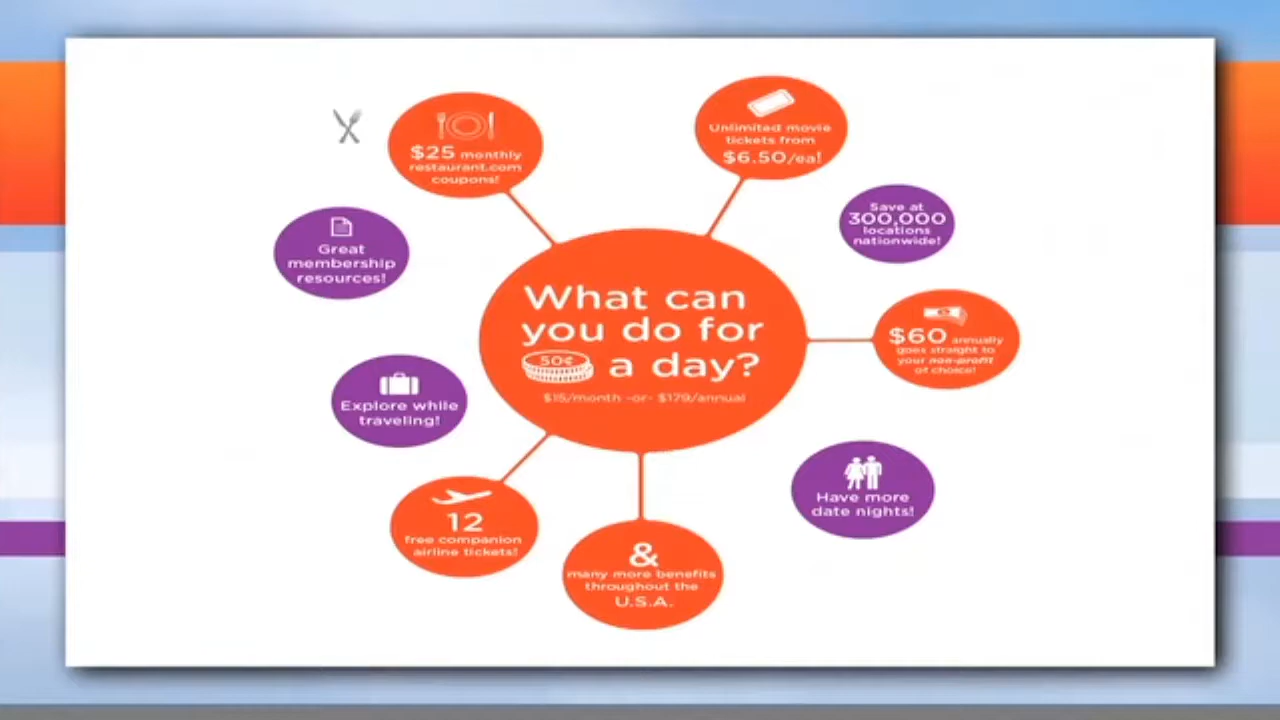 $25 monthly
restaurant.com
coupons!
Unlimited movie
tickets from
$6.50/ea!
Save at
300,000
locations
nationwide!
Great
membership
resources!
What can
you do for
50¢ a day?
$15/month -or- $179/annual
$60 annually
goes straight to
your non-profit
of choice!
Explore while
traveling!
Have more
date nights!
12
free companion
airline tickets!
&
many more benefits
throughout the
U.S.A.